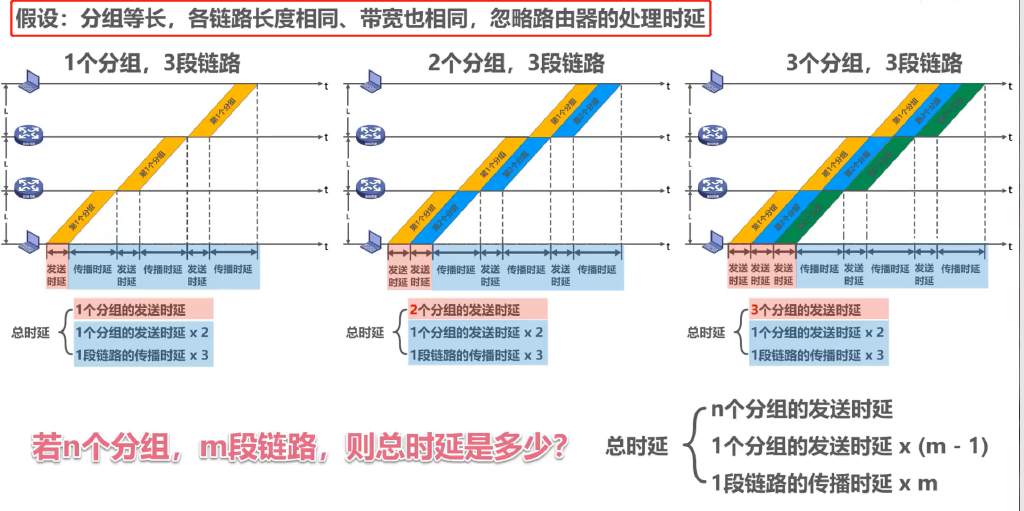 假设：分组等长，各链路长度相同、带宽也相同，忽略路由器的处理时延
1个分组，3段链路
2个分组，3段链路
3个分组，3段链路
t
t
t
t
第1个分组
第1个分组
第1个分组
发送时延
传播时延
发送时延
传播时延
发送时延
传播时延
总时延
1个分组的发送时延
1个分组的发送时延 x 2
1段链路的传播时延 x 3
t
t
t
t
第1个分组
第2个分组
第1个分组
第2个分组
第1个分组
第2个分组
发送时延
发送时延
传播时延
发送时延
传播时延
发送时延
传播时延
总时延
2个分组的发送时延
1个分组的发送时延 x 2
1段链路的传播时延 x 3
t
t
t
t
第1个分组
第2个分组
第1个分组
第2个分组
第1个分组
第2个分组
发送时延
发送时延
发送时延
传播时延
发送时延
传播时延
发送时延
传播时延
总时延
3个分组的发送时延
1个分组的发送时延 x 2
1段链路的传播时延 x 3
若n个分组，m段链路，则总时延是多少？
总时延
n个分组的发送时延
1个分组的发送时延 x (m - 1)
1段链路的传播时延 x m